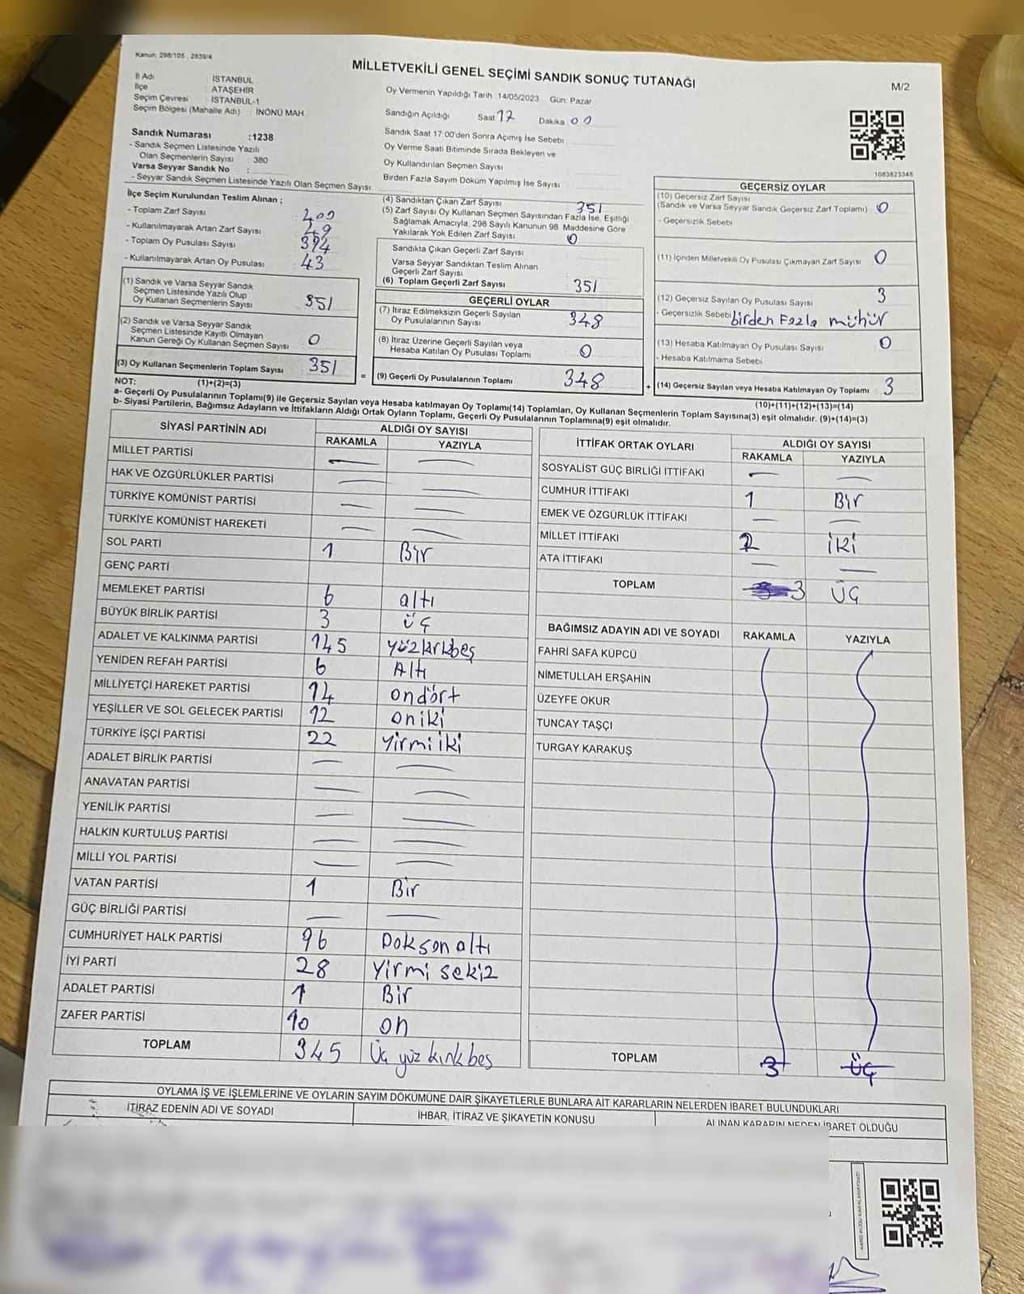 Kanun: 298/105 , 2839/4
MİLLETVEKİLİ GENEL SEÇİMİ SANDIK SONUÇ TUTANAĞI
M/2
İl Adı İSTANBUL
İlçe ATAŞEHİR
Seçim Çevresi İSTANBUL-1
Seçim Bölgesi (Mahalle Adı) : İNÖNÜ MAH.
Oy Vermenin Yapıldığı Tarih 14/05/2023 Gün: Pazar
Sandığın Açıldığı Saat 17 Dakika 00
Sandık Saat 17 00'den Sonra Açılmış İse Sebebi
Oy Verme Saati Bitiminde Sırada Bekleyen ve
Oy Kullandırılan Seçmen Sayısı
Birden Fazla Sayım Döküm Yapılmış İse Sayısı
Sandık Numarası :1238
- Sandık Seçmen Listesinde Yazılı
Olan Seçmenlerin Sayısı : 380
Varsa Seyyar Sandık No :
- Seyyar Sandık Seçmen Listesinde Yazılı Olan Seçmen Sayısı
İlçe Seçim Kurulundan Teslim Alınan ;
- Toplam Zarf Sayısı 400
- Kullanılmayarak Artan Zarf Sayısı 49
- Toplam Oy Pusulası Sayısı 394
- Kullanılmayarak Artan Oy Pusulası 43
(1) Sandık ve Varsa Seyyar Sandık
Seçmen Listesinde Yazılı Olup
Oy Kullanan Seçmenlerin Sayısı 351
(2) Sandık ve Varsa Seyyar Sandık
Seçmen Listesinde Kayıtlı Olmayan
Kanun Gereği Oy Kullanan Seçmen Sayısı 0
(3) Oy Kullanan Seçmenlerin Toplam Sayısı 351
(4) Sandıktan Çıkan Zarf Sayısı 351
(5) Zarf Sayısı Oy Kullanan Seçmen Sayısından Fazla İse, Eşitliği
Sağlamak Amacıyla, 298 Sayılı Kanunun 98. Maddesine Göre
Yakılarak Yok Edilen Zarf Sayısı 0
Sandıkta Çıkan Geçerli Zarf Sayısı
Varsa Seyyar Sandıktan Teslim Alınan
Geçerli Zarf Sayısı
(6) Toplam Geçerli Zarf Sayısı 351
GEÇERLİ OYLAR
(7) İtiraz Edilmeksizin Geçerli Sayılan
Oy Pusulalarının Sayısı 348
(8) İtiraz Üzerine Geçerli Sayılan veya
Hesaba Katılan Oy Pusulası Toplamı 0
= (9) Geçerli Oy Pusulalarının Toplamı 348
1083823348
GEÇERSİZ OYLAR
(10) Geçersiz Zarf Sayısı
(Sandık ve Varsa Seyyar Sandık Geçersiz Zarf Toplamı) 0
- Geçersizlik Sebebi
(11) İçinden Milletvekili Oy Pusulası Çıkmayan Zarf Sayısı 0
(12) Geçersiz Sayılan Oy Pusulası Sayısı 3
- Geçersizlik Sebebi birden Fazla mühür
(13) Hesaba Katılmayan Oy Pusulası Sayısı 0
- Hesaba Katılmama Sebebi
+ (14) Geçersiz Sayılan veya Hesaba Katılmayan Oy Toplamı 3
NOT: (1)+(2)=(3) (10)+(11)+(12)+(13)=(14)
a- Geçerli Oy Pusulalarının Toplamı(9) ile Geçersiz Sayılan veya Hesaba katılmayan Oy Toplamı(14) Toplamları, Oy Kullanan Seçmenlerin Toplam Sayısına(3) eşit olmalıdır. (9)+(14)=(3)
b- Siyasi Partilerin, Bağımsız Adayların ve İttifakların Aldığı Ortak Oyların Toplamı, Geçerli Oy Pusulalarının Toplamına(9) eşit olmalıdır.
SİYASİ PARTİNİN ADI ALDIĞI OY SAYISI
RAKAMLA YAZIYLA
MİLLET PARTİSİ
HAK VE ÖZGÜRLÜKLER PARTİSİ
TÜRKİYE KOMÜNİST PARTİSİ
TÜRKİYE KOMÜNİST HAREKETİ
SOL PARTİ 1 Bir
GENÇ PARTİ
MEMLEKET PARTİSİ 6 altı
BÜYÜK BİRLİK PARTİSİ 3 üç
ADALET VE KALKINMA PARTİSİ 145 yüzkırkbeş
YENİDEN REFAH PARTİSİ 6 Altı
MİLLİYETÇİ HAREKET PARTİSİ 14 ondört
YEŞİLLER VE SOL GELECEK PARTİSİ 12 oniki
TÜRKİYE İŞÇİ PARTİSİ 22 yirmiiki
ADALET BİRLİK PARTİSİ
ANAVATAN PARTİSİ
YENİLİK PARTİSİ
HALKIN KURTULUŞ PARTİSİ
MİLLİ YOL PARTİSİ
VATAN PARTİSİ 1 Bir
GÜÇ BİRLİĞİ PARTİSİ
CUMHURİYET HALK PARTİSİ 96 Doksan altı
İYİ PARTİ 28 Yirmi sekiz
ADALET PARTİSİ 1 Bir
ZAFER PARTİSİ 10 on
TOPLAM 345 Üç yüz kırk beş
İTTİFAK ORTAK OYLARI ALDIĞI OY SAYISI
RAKAMLA YAZIYLA
SOSYALİST GÜÇ BİRLİĞİ İTTİFAKI
CUMHUR İTTİFAKI 1 Bir
EMEK VE ÖZGÜRLÜK İTTİFAKI
MİLLET İTTİFAKI 2 iki
ATA İTTİFAKI
TOPLAM 3 ÜÇ
BAĞIMSIZ ADAYIN ADI VE SOYADI RAKAMLA YAZIYLA
FAHRİ SAFA KÜPCÜ
NİMETULLAH ERŞAHİN
ÜZEYFE OKUR
TUNCAY TAŞÇI
TURGAY KARAKUŞ
TOPLAM 3 üç
OYLAMA İŞ VE İŞLEMLERİNE VE OYLARIN SAYIM DÖKÜMÜNE DAİR ŞİKAYETLERLE BUNLARA AİT KARARLARIN NELERDEN İBARET BULUNDUKLARI
İTİRAZ EDENİN ADI VE SOYADI İHBAR, İTİRAZ VE ŞİKAYETİN KONUSU ALINAN KARARIN NEDEN İBARET OLDUĞU